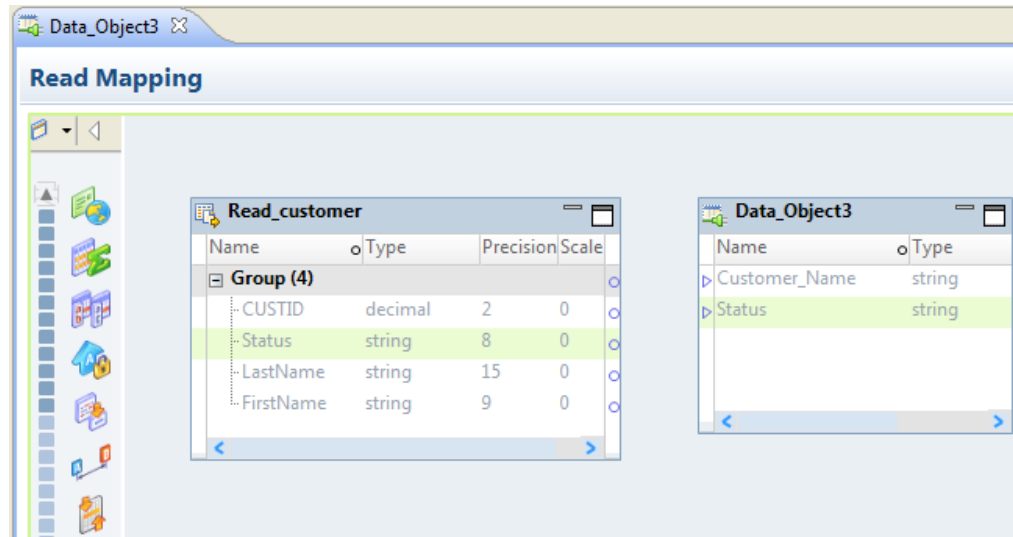 Data_Object3
Read Mapping
Read_customer
Name Type Precision Scale
Group (4)
CUSTID decimal 2 0
Status string 8 0
LastName string 15 0
FirstName string 9 0
Data_Object3
Name Type
Customer_Name string
Status string